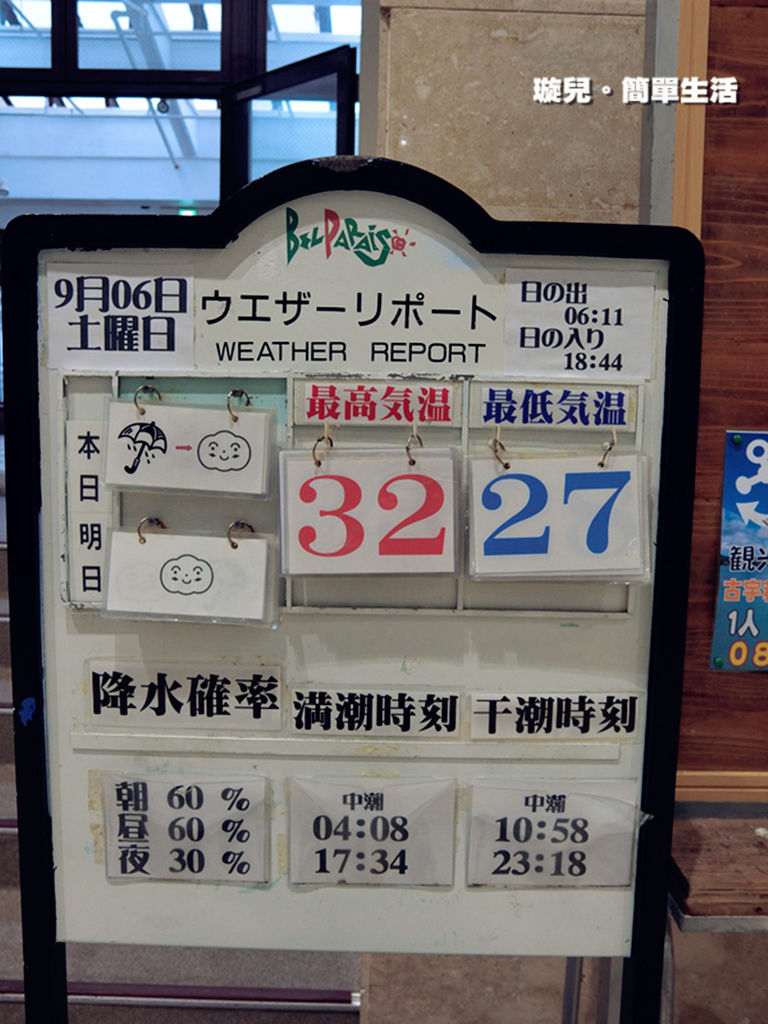 璇兒。簡單生活
BELPARAISO
9月06日
土曜日
ウエザーリポート
WEATHER REPORT
日の出
06:11
日の入り
18:44
最高気温
最低気温
本日
明日
32
27
降水確率
満潮時刻
干潮時刻
朝 60 %
昼 60 %
夜 30 %
中潮
04:08
17:34
中潮
10:58
23:18
古宇
1人